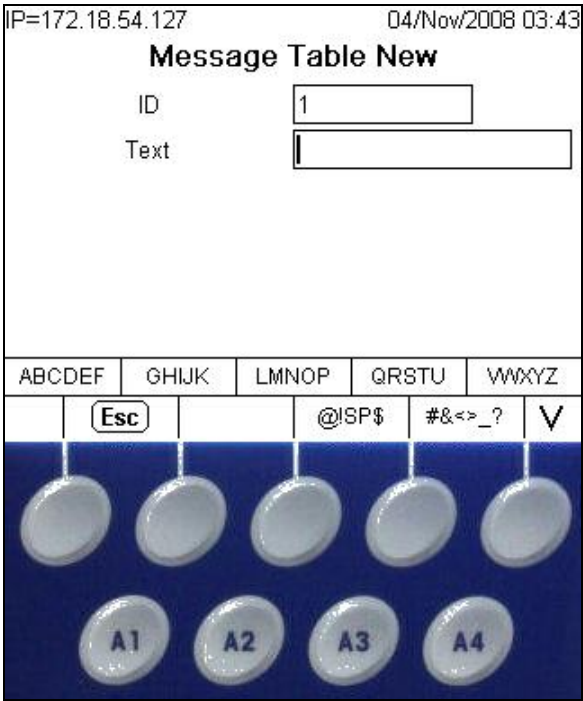 IP=172.18.54.127 04/Nov/2008 03:43
Message Table New
ID 1
Text
ABCDEF GHIJK LMNOP QRSTU VWXYZ
Esc @!SP$ #&<>_? V
A1 A2 A3 A4